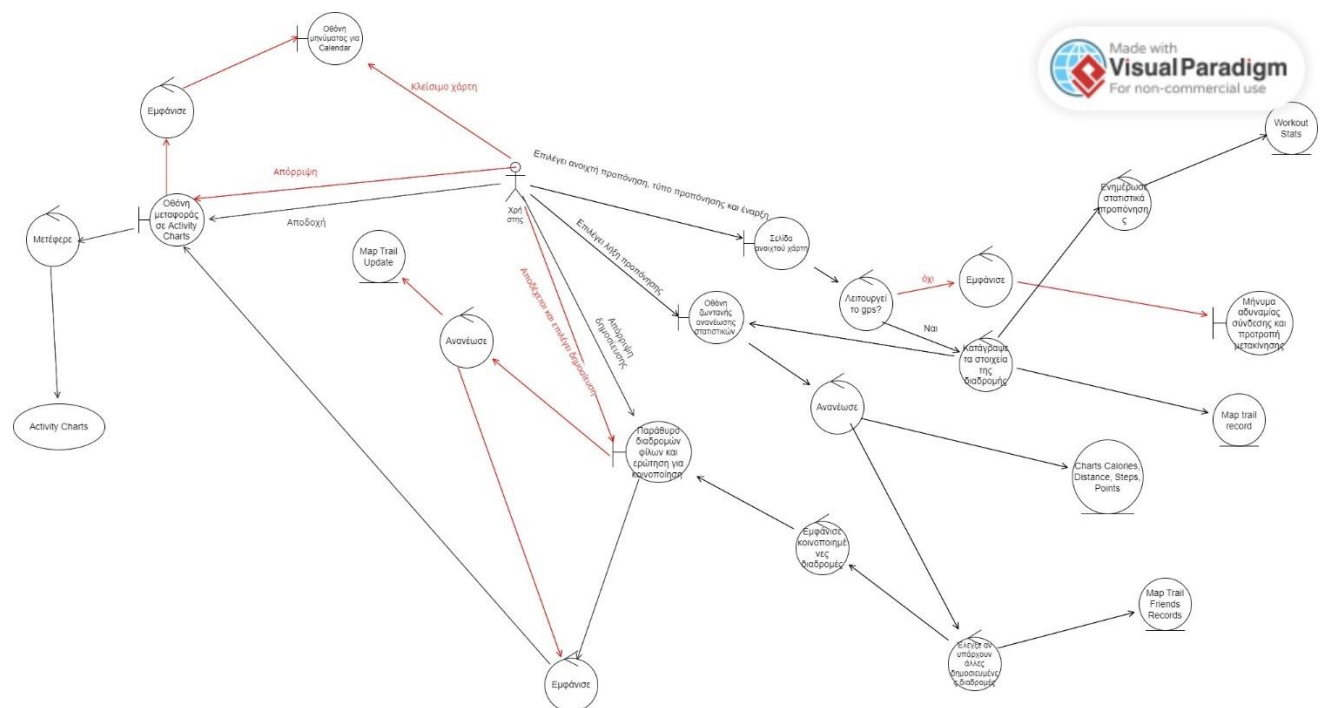 Οθόνη
μηνύματος για
Calendar
Made with
Visual Paradigm
For non-commercial use
Κλείσιμο χάρτη
Εμφάνισε
Workout
Stats
Απόρριψη
Επιλέγει ανοιχτή προπόνηση, τύπο προπόνησης και έναρξη
Ενημέρωσε
στατιστικά
προπόνηση
ς
Οθόνη
μεταφοράς
σε Activity
Charts
Αποδοχή
Χρή
στης
Μετέφερε
Επιλέγει λήξη προπόνησης
Σελίδα
ανοιχτού χάρτη
Map Trail
Update
Λειτουργεί
το gps?
όχι
Εμφάνισε
Οθόνη
ζωντανής
ανανέωσης
στατιστικών
Μήνυμα
αδυναμίας
σύνδεσης και
προτροπή
μετακίνησης
Ναι
Αποδέχεται και επιλέγει δημοσίευση
Απόρριψη
δημοσίευσης
Ανανέωσε
Κατάγραψε
τα στοιχεία
της
διαδρομής
Ανανέωσε
Map trail
record
Activity Charts
Παράθυρο
διαδρομών
φίλων και
ερώτηση για
κοινοποίηση
Charts Calories,
Distance, Steps,
Points
Εμφάνισε
κοινοποιημέ
νες
διαδρομές
Map Trail
Friends
Records
Έλεγξε αν
υπάρχουν
άλλες
δημοσιευμένε
ς διαδρομές
Εμφάνισε